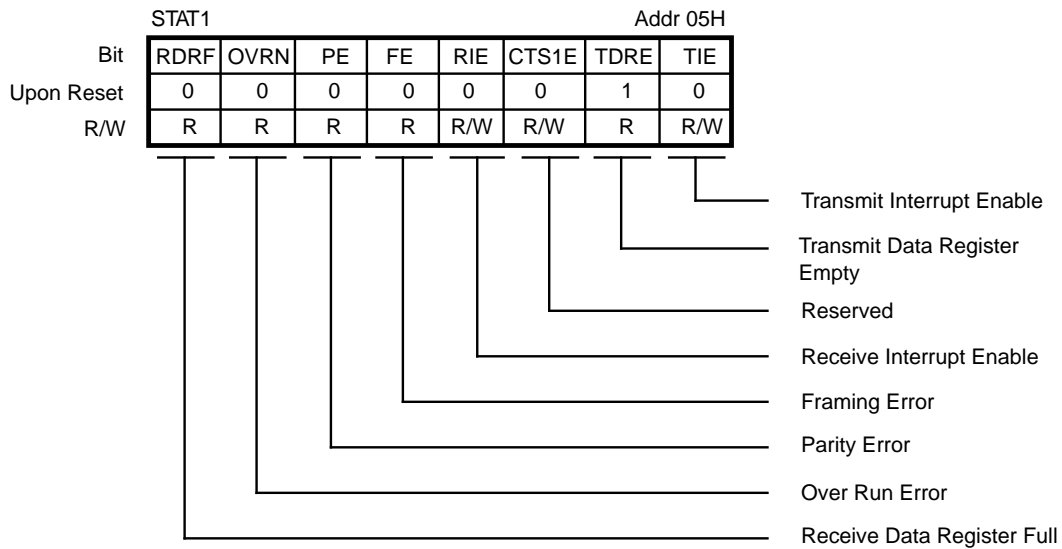 STAT1 Addr 05H
Bit RDRF OVRN PE FE RIE CTS1E TDRE TIE
Upon Reset 0 0 0 0 0 0 1 0
R/W R R R R R/W R/W R R/W
Transmit Interrupt Enable
Transmit Data Register
Empty
Reserved
Receive Interrupt Enable
Framing Error
Parity Error
Over Run Error
Receive Data Register Full